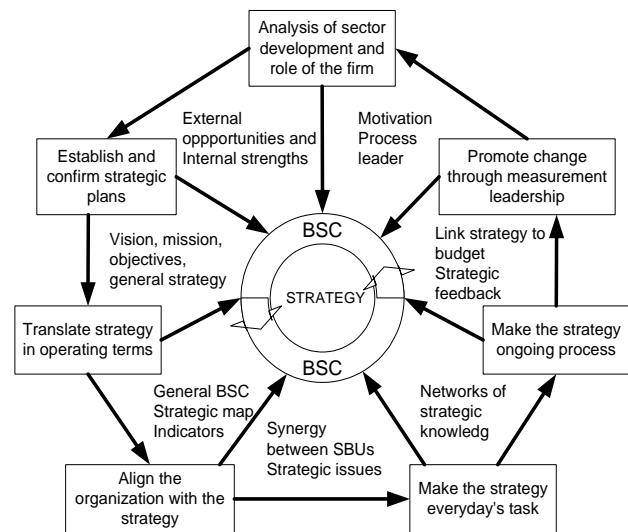 Analysis of sector
development and
role of the firm
External
oppportunities and
Internal strengths
Motivation
Process
leader
Establish and
confirm strategic
plans
Promote change
through measurement
leadership
BSC
Vision, mission,
objectives,
general strategy
Link strategy to
budget
Strategic
feedback
STRATEGY
Translate strategy
in operating terms
Make the strategy
ongoing process
BSC
General BSC
Strategic map
Indicators
Networks of
strategic
knowledg
Synergy
between SBUs
Strategic issues
Align the
organization with the
strategy
Make the strategy
everyday's task